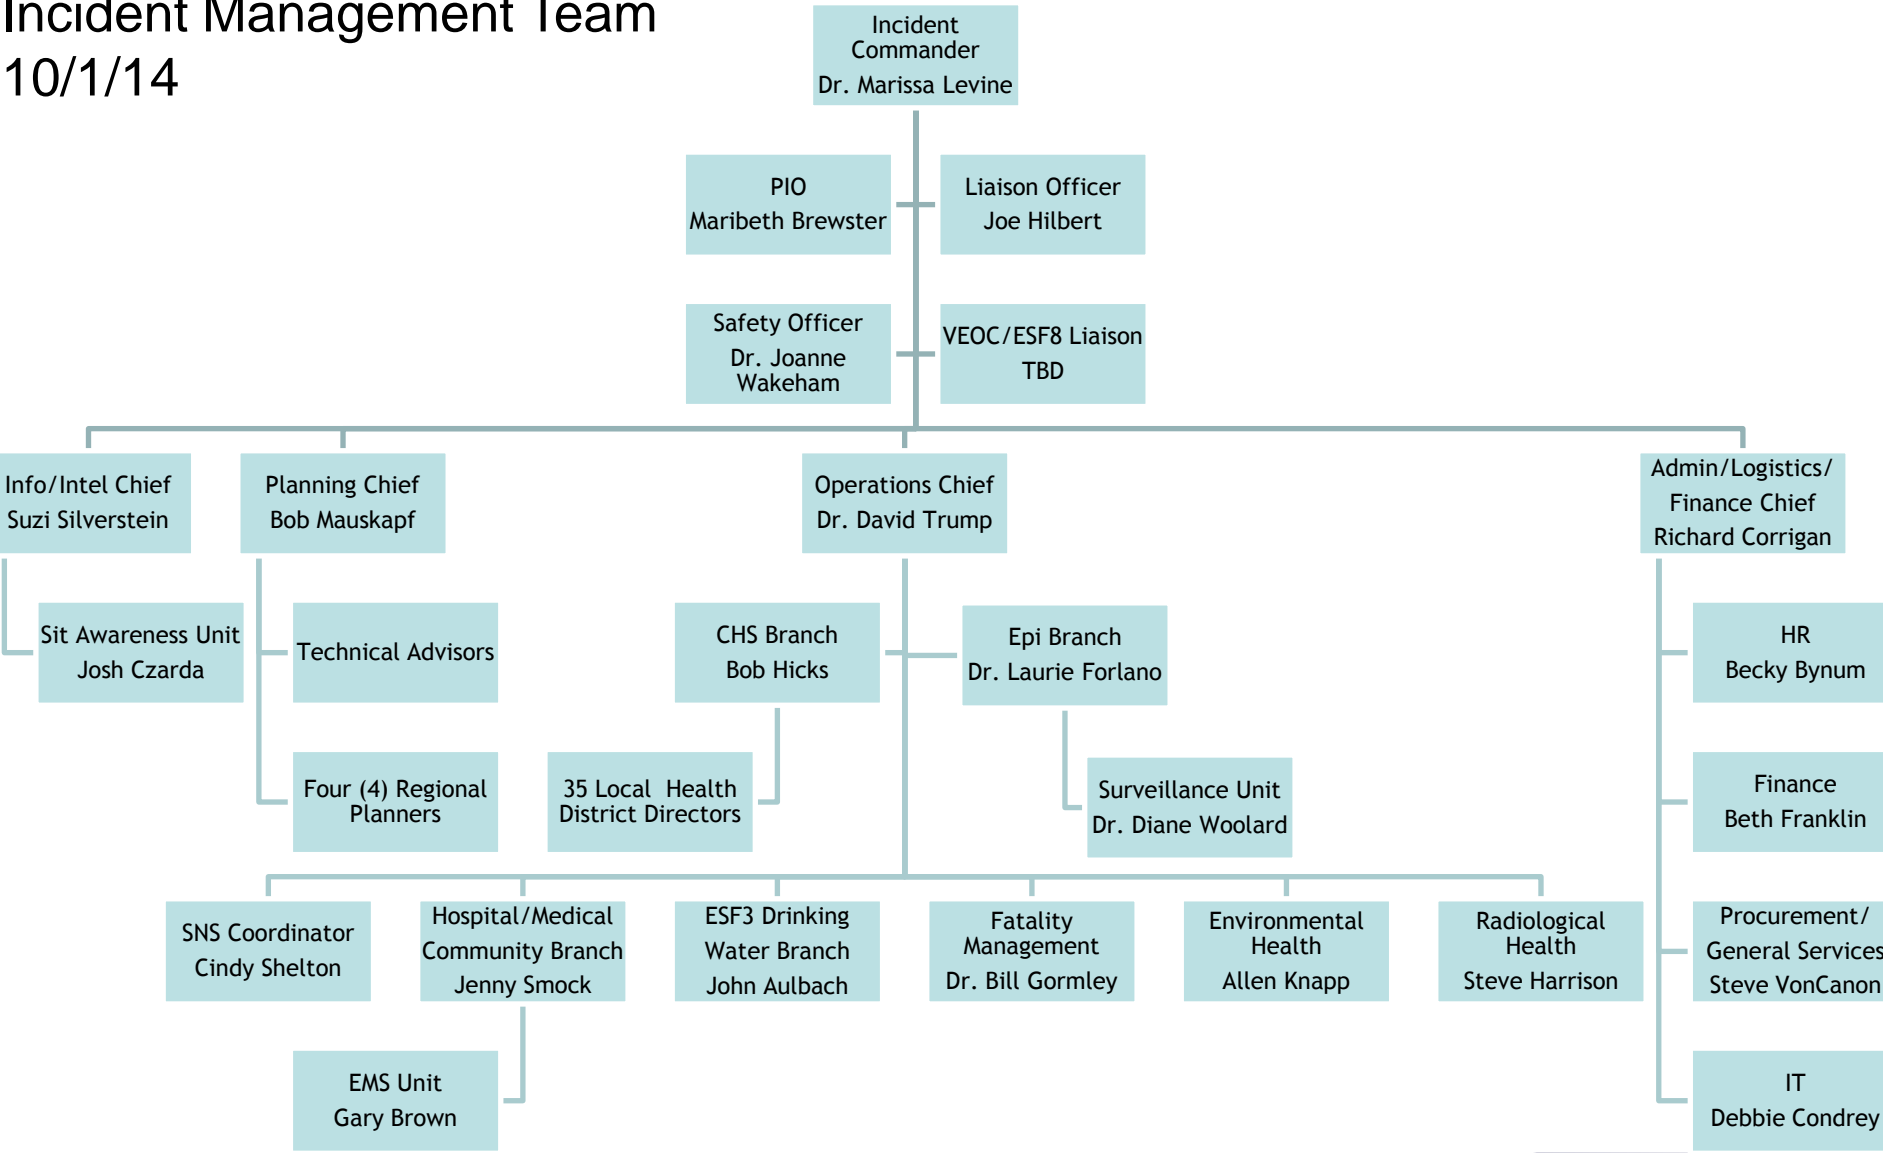 Incident Management Team
10/1/14
Incident
Commander
Dr. Marissa Levine
PIO
Maribeth Brewster
Liaison Officer
Joe Hilbert
Safety Officer
Dr. Joanne
Wakeham
VEOC/ESF8 Liaison
TBD
Info/Intel Chief
Suzi Silverstein
Planning Chief
Bob Mauskapf
Operations Chief
Dr. David Trump
Admin/Logistics/
Finance Chief
Richard Corrigan
Sit Awareness Unit
Josh Czarda
Technical Advisors
CHS Branch
Bob Hicks
Epi Branch
Dr. Laurie Forlano
HR
Becky Bynum
Four (4) Regional
Planners
35 Local Health
District Directors
Surveillance Unit
Dr. Diane Woolard
Finance
Beth Franklin
SNS Coordinator
Cindy Shelton
Hospital/Medical
Community Branch
Jenny Smock
ESF3 Drinking
Water Branch
John Aulbach
Fatality
Management
Dr. Bill Gormley
Environmental
Health
Allen Knapp
Radiological
Health
Steve Harrison
Procurement/
General Services
Steve VonCanon
EMS Unit
Gary Brown
IT
Debbie Condrey